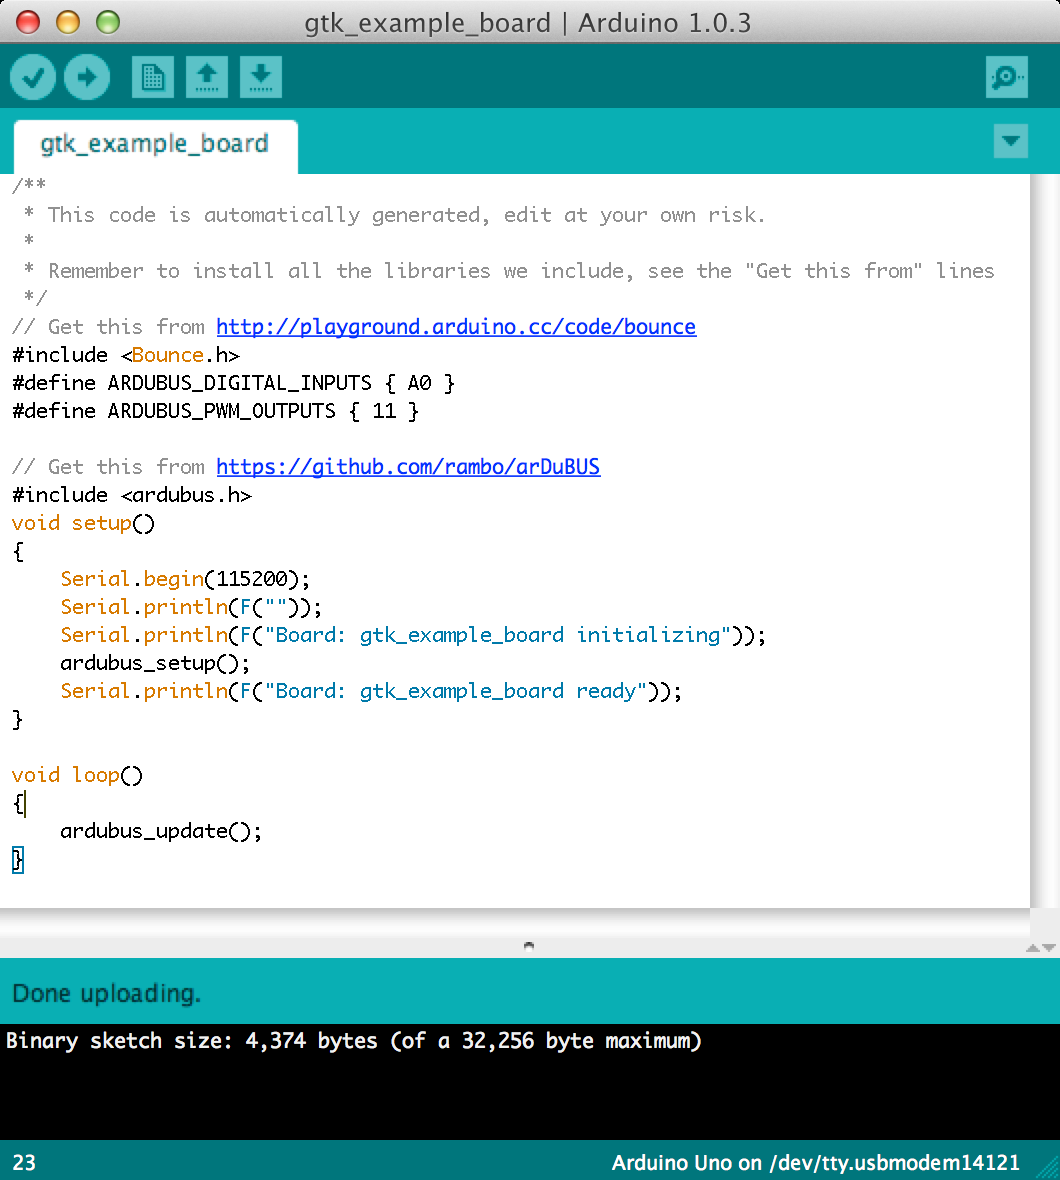 gtk_example_board | Arduino 1.0.3
gtk_example_board
/**
 * This code is automatically generated, edit at your own risk.
 *
 * Remember to install all the libraries we include, see the "Get this from" lines
 */
// Get this from http://playground.arduino.cc/code/bounce
#include <Bounce.h>
#define ARDUBUS_DIGITAL_INPUTS { A0 }
#define ARDUBUS_PWM_OUTPUTS { 11 }
// Get this from https://github.com/rambo/arDuBUS
#include <ardubus.h>
void setup()
{
    Serial.begin(115200);
    Serial.println(F(""));
    Serial.println(F("Board: gtk_example_board initializing"));
    ardubus_setup();
    Serial.println(F("Board: gtk_example_board ready"));
}
void loop()
{
    ardubus_update();
}
Done uploading.
Binary sketch size: 4,374 bytes (of a 32,256 byte maximum)
23
Arduino Uno on /dev/tty.usbmodem14121